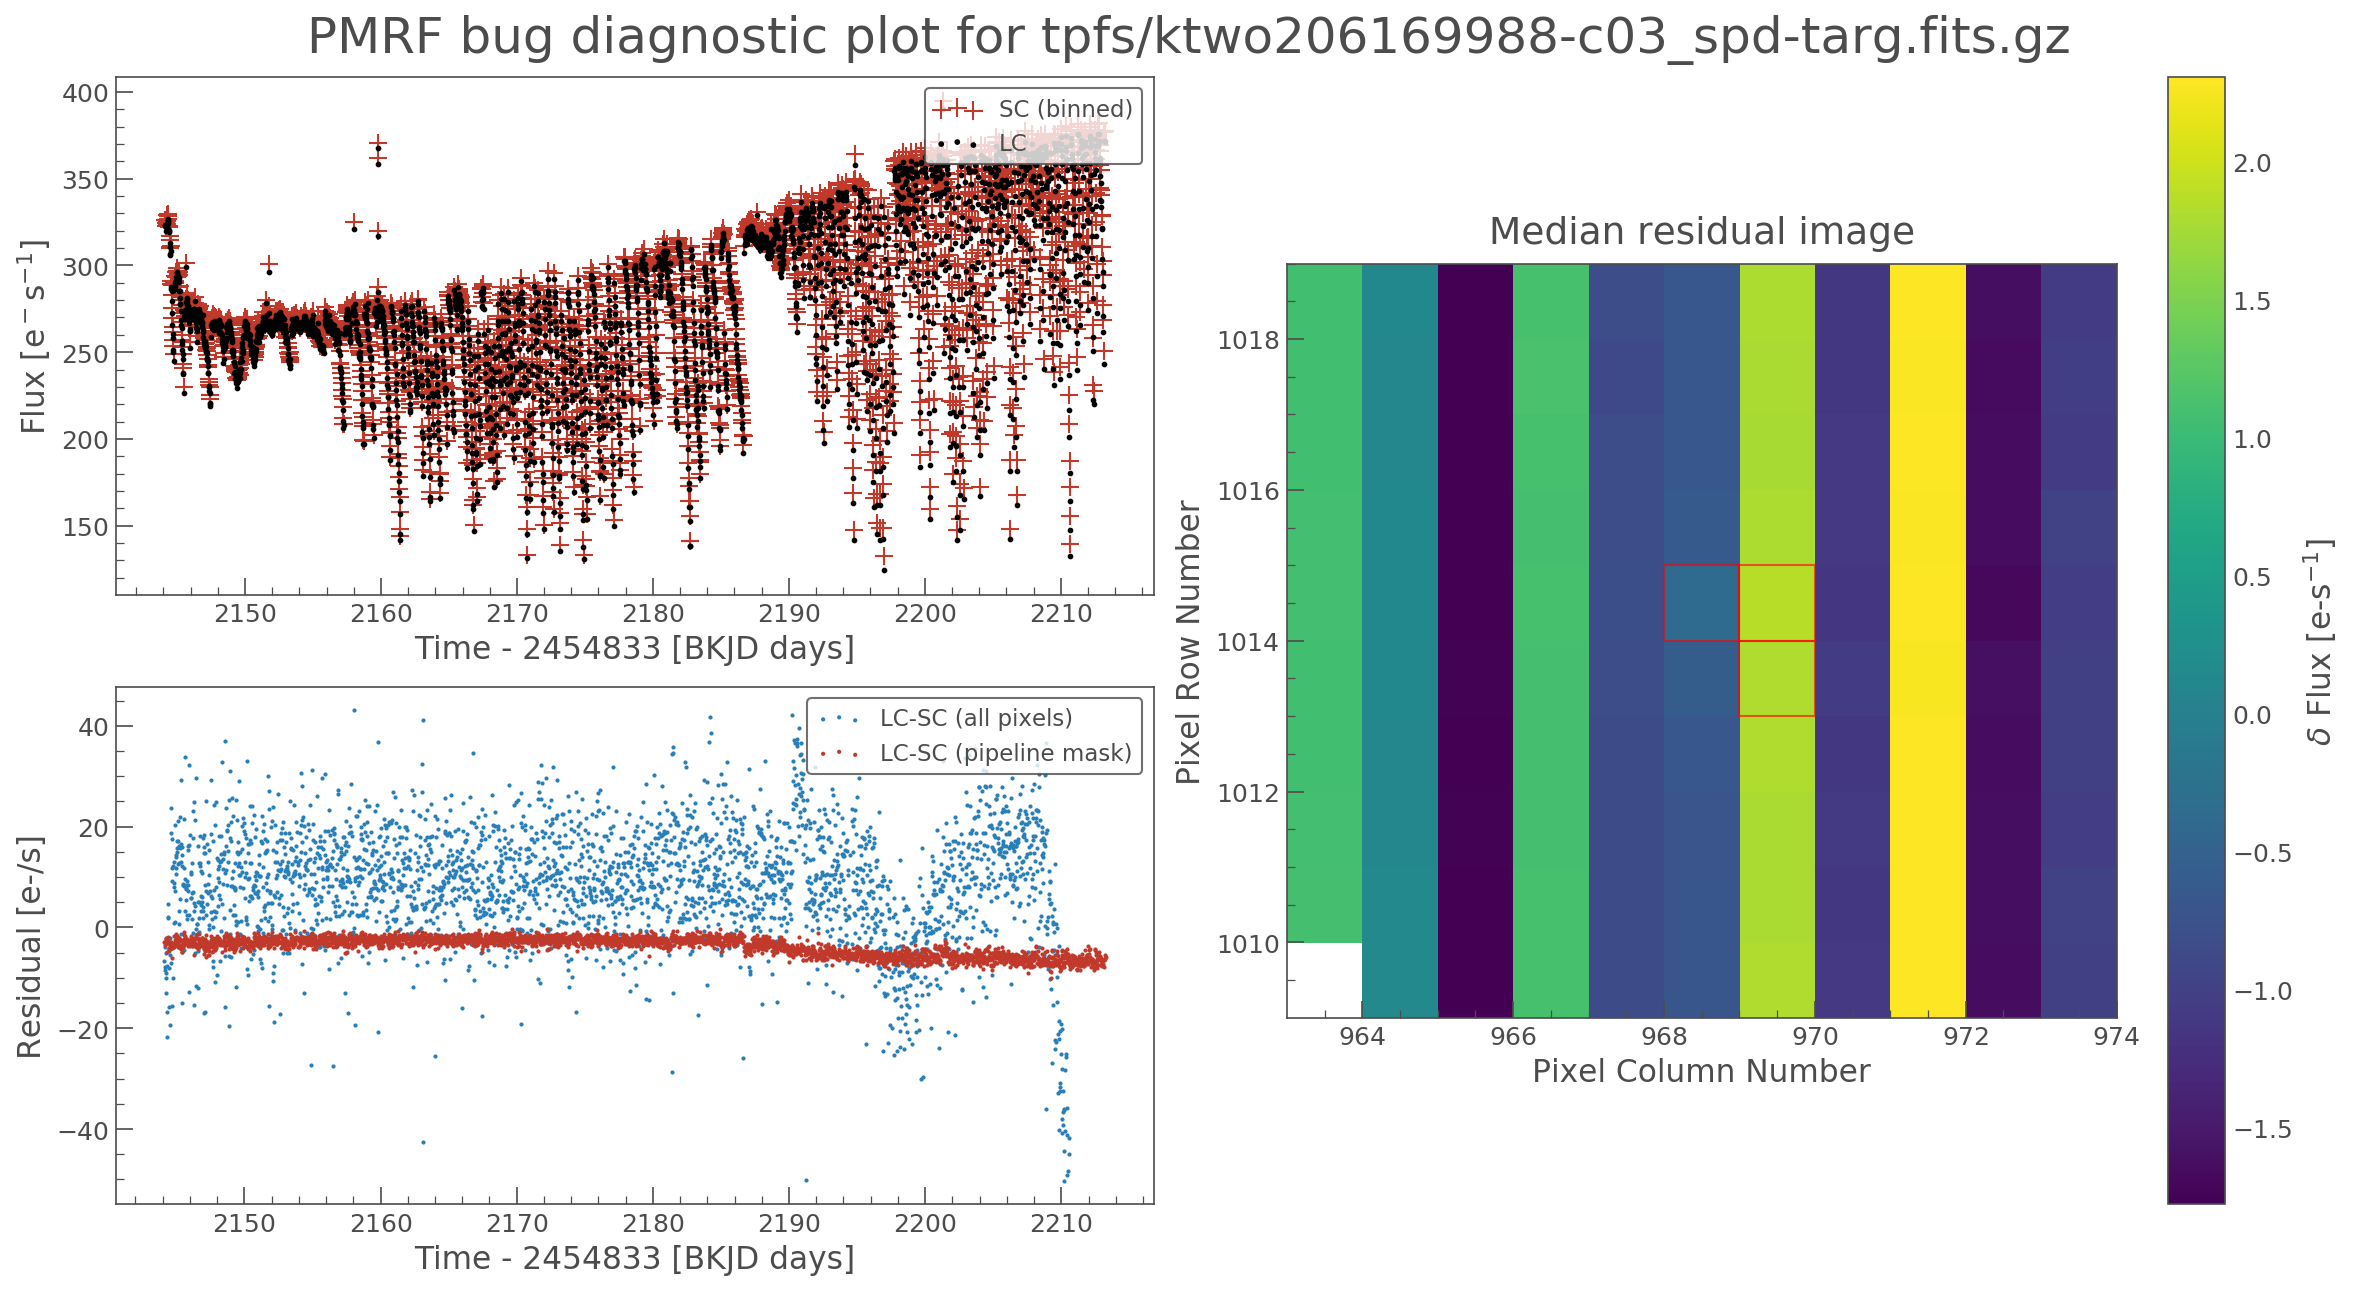 PMRF bug diagnostic plot for tpfs/ktwo206169988-c03_spd-targ.fits.gz
400
350
300
250
200
150
Flux [e⁻s⁻¹]
SC (binned)
LC
2150 2160 2170 2180 2190 2200 2210
Time - 2454833 [BKJD days]
40
20
0
−20
−40
Residual [e-/s]
LC-SC (all pixels)
LC-SC (pipeline mask)
2150 2160 2170 2180 2190 2200 2210
Time - 2454833 [BKJD days]
Median residual image
1018
1016
1014
1012
1010
Pixel Row Number
964 966 968 970 972 974
Pixel Column Number
2.0
1.5
1.0
0.5
0.0
−0.5
−1.0
−1.5
δ Flux [e-s⁻¹]